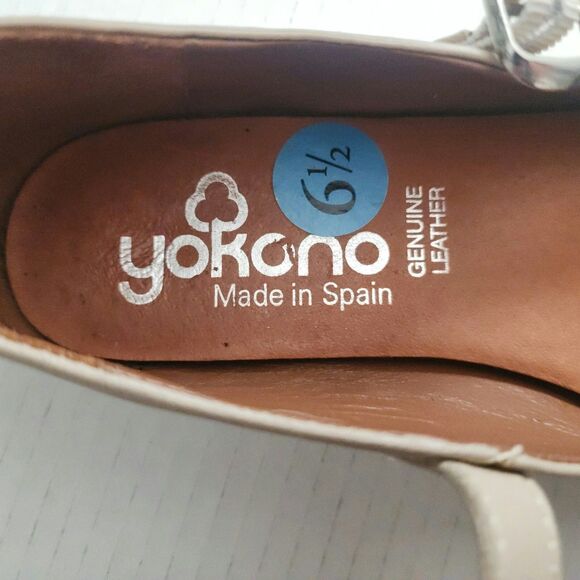 6½
yokono
Made in Spain
GENUINE
LEATHER